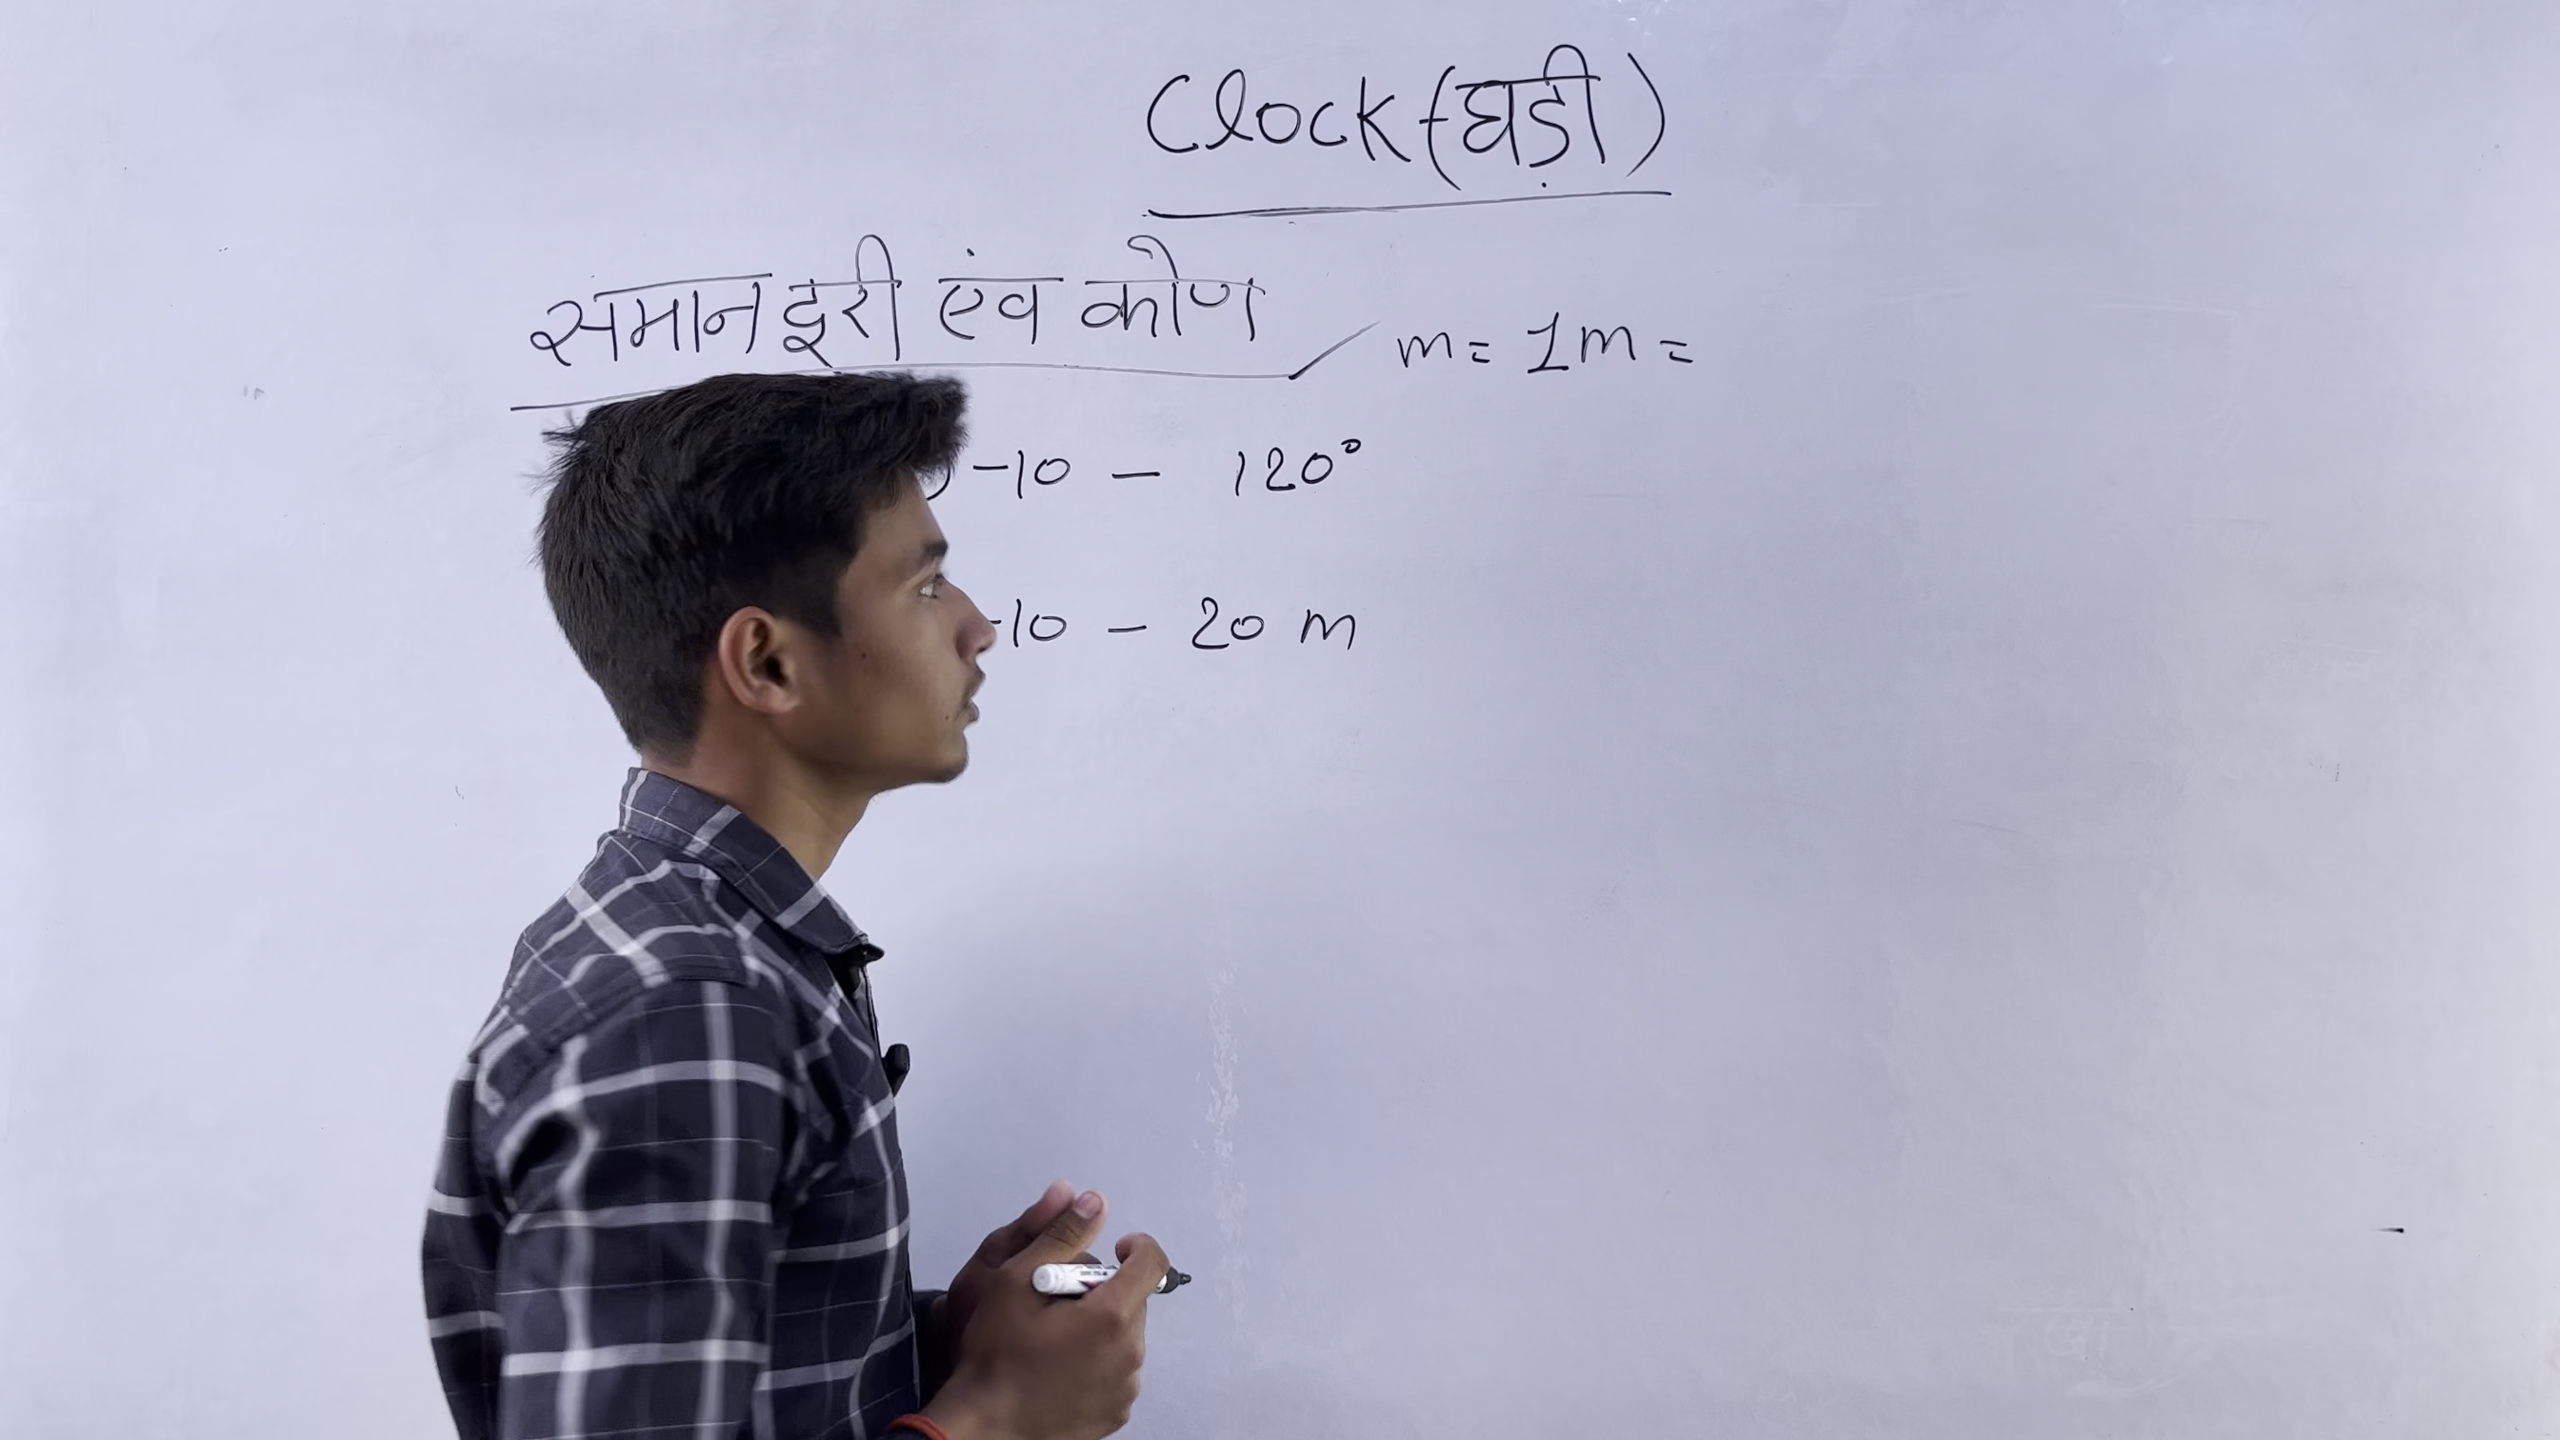 Clock (घड़ी)
समान दूरी एंव कोण m = 1m =
-10 - 120°
-10 - 20 m